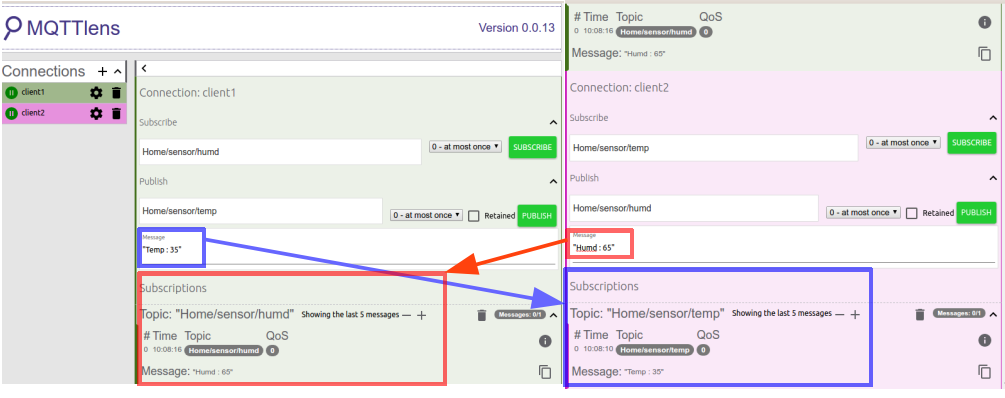 MQTTlens
Version 0.0.13
Connections
client1
client2
Connection: client1
Subscribe
Home/sensor/humd
0 - at most once
SUBSCRIBE
Publish
Home/sensor/temp
0 - at most once
Retained
PUBLISH
Message
"Temp : 35"
Subscriptions
Topic: "Home/sensor/humd" Showing the last 5 messages — +
Messages: 0/1
# Time Topic QoS
0 10:08:16 Home/sensor/humd 0
Message: "Humd : 65"
# Time Topic QoS
0 10:08:16 Home/sensor/humd 0
Message: "Humd : 65"
Connection: client2
Subscribe
Home/sensor/temp
0 - at most once
SUBSCRIBE
Publish
Home/sensor/humd
0 - at most once
Retained
PUBLISH
Message
"Humd : 65"
Subscriptions
Topic: "Home/sensor/temp" Showing the last 5 messages — +
Messages: 0/1
# Time Topic QoS
0 10:08:10 Home/sensor/temp 0
Message: "Temp : 35"